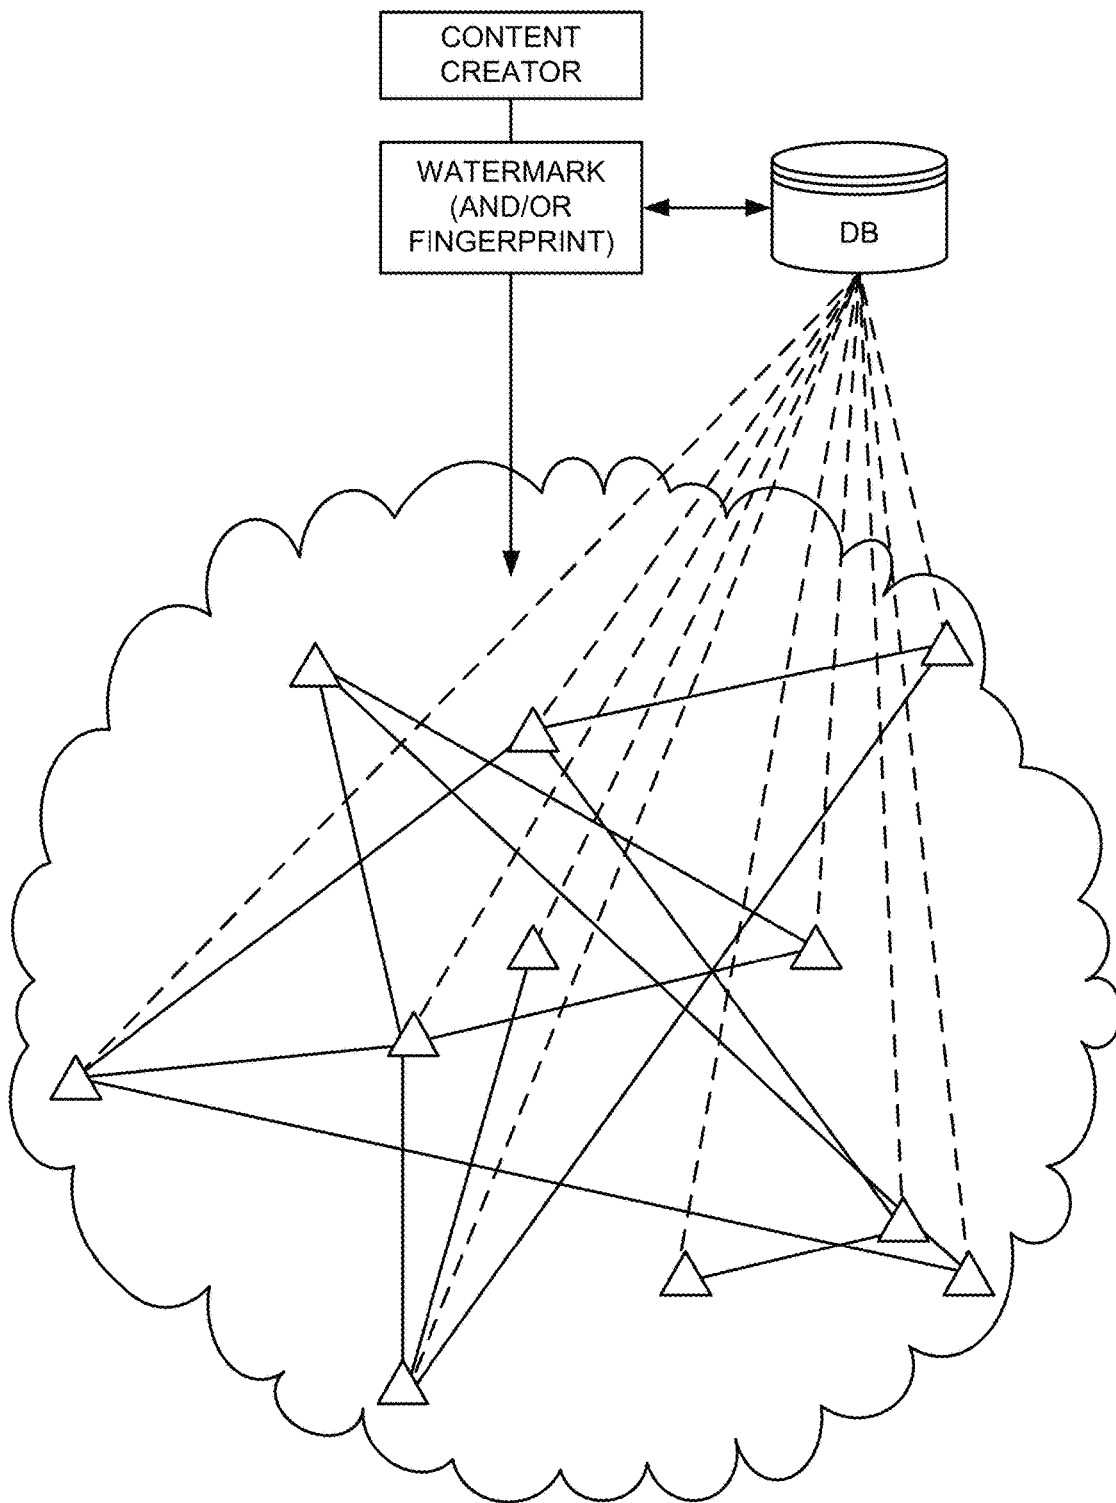 CONTENT
CREATOR
WATERMARK
(AND/OR
FINGERPRINT)
DB